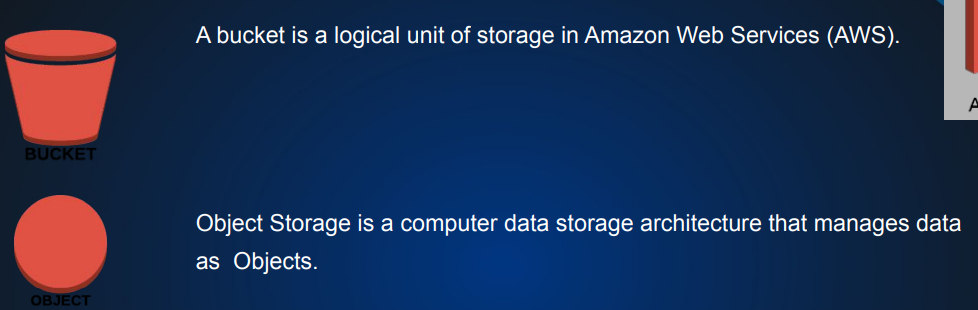 A bucket is a logical unit of storage in Amazon Web Services (AWS).
BUCKET
Object Storage is a computer data storage architecture that manages data
as Objects.
OBJECT